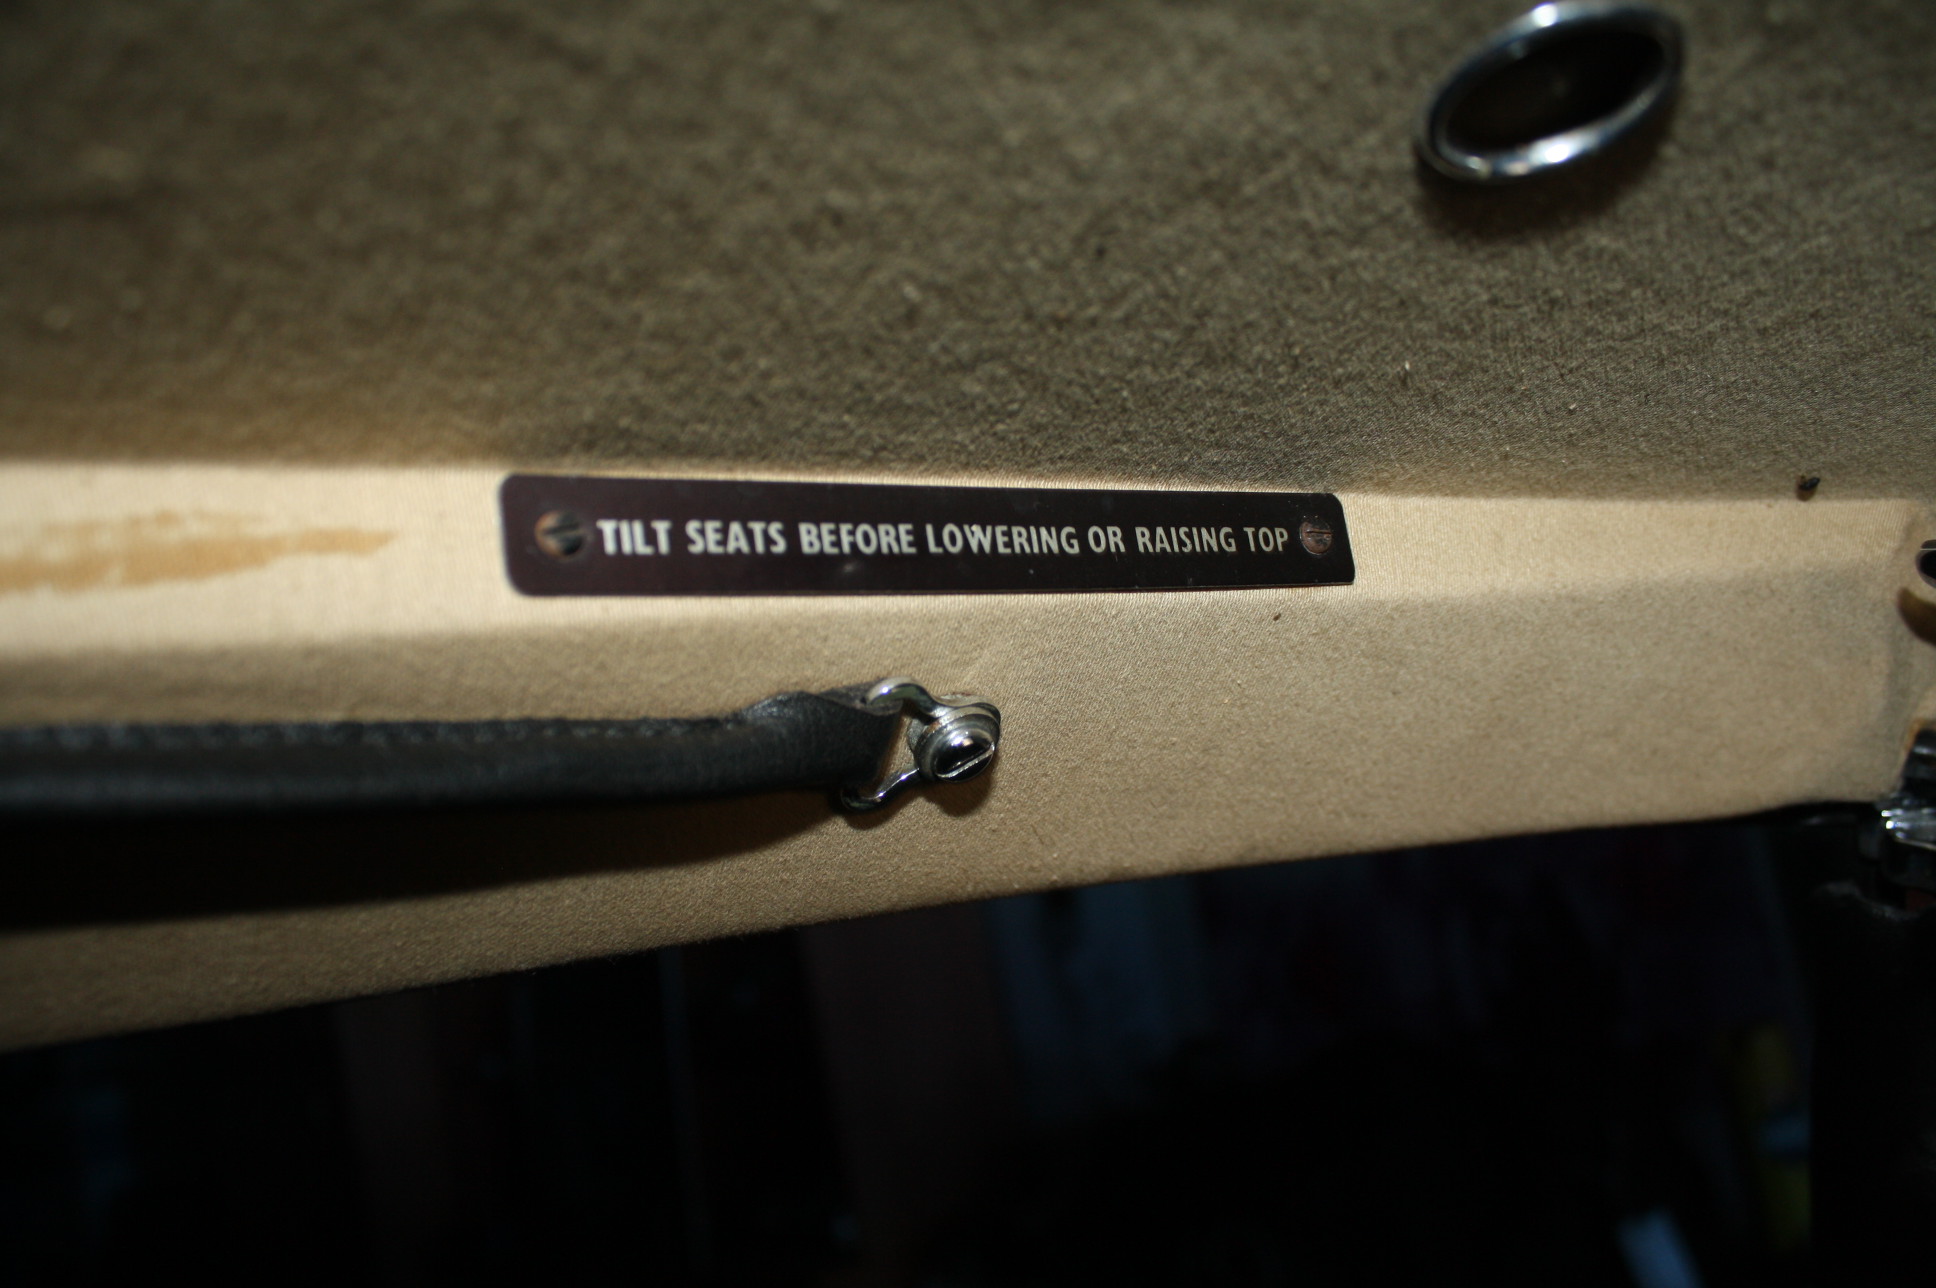 TILT SEATS BEFORE LOWERING OR RAISING TOP